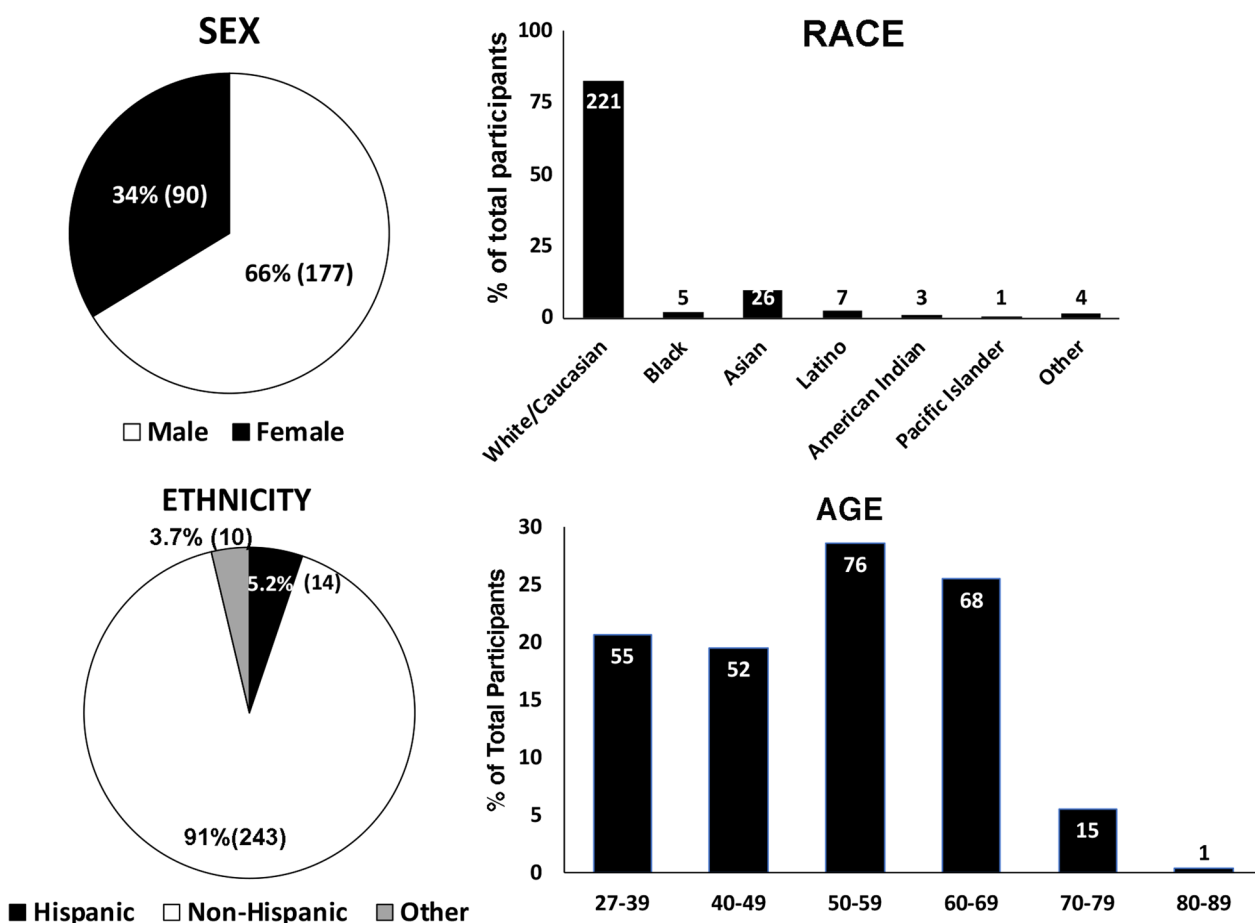 SEX
34% (90)
66% (177)
Male Female
RACE
% of total participants
100
75
50
25
0
221
5
26
7
3
1
4
White/Caucasian
Black
Asian
Latino
American Indian
Pacific Islander
Other
ETHNICITY
3.7% (10)
5.2% (14)
91%(243)
Hispanic Non-Hispanic Other
AGE
% of Total Participants
30
25
20
15
10
5
0
55
52
76
68
15
1
27-39
40-49
50-59
60-69
70-79
80-89